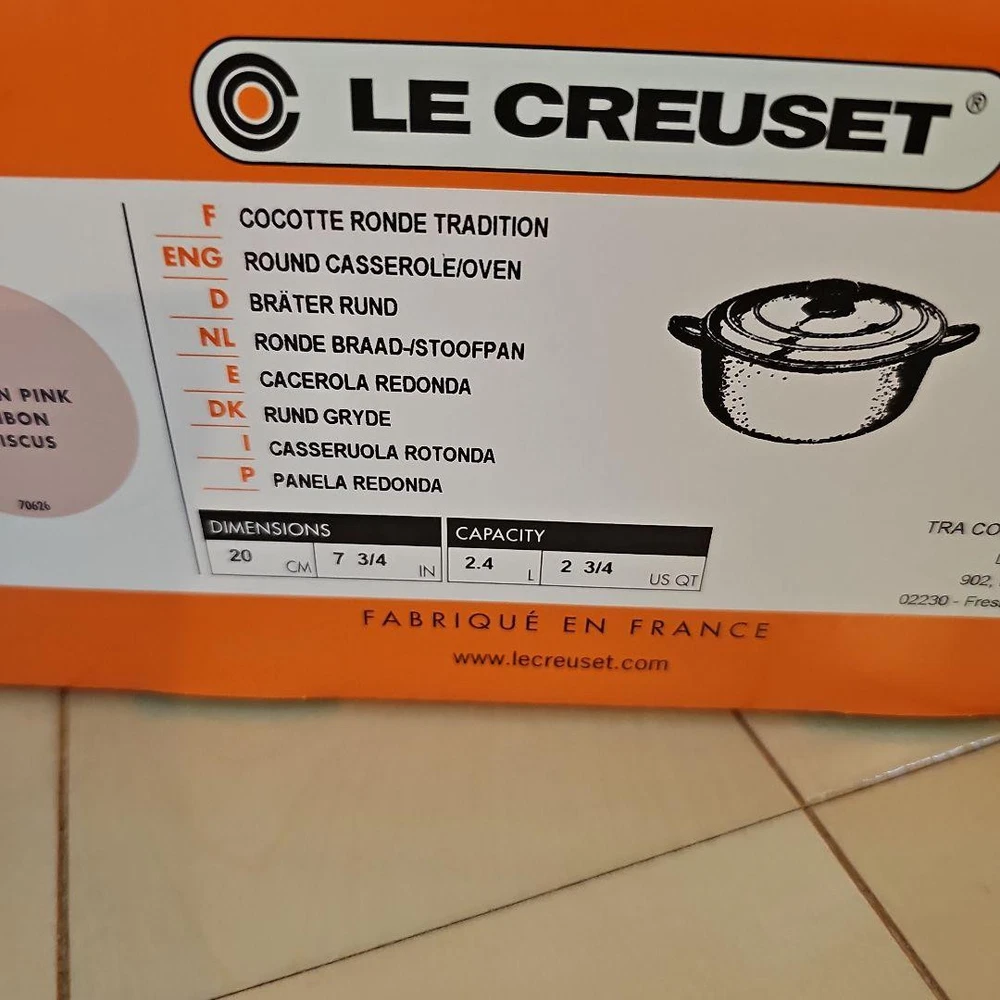 LE CREUSET ®
F COCOTTE RONDE TRADITION
ENG ROUND CASSEROLE/OVEN
D BRÄTER RUND
NL RONDE BRAAD-/STOOFPAN
E CACEROLA REDONDA
DK RUND GRYDE
I CASSERUOLA ROTONDA
P PANELA REDONDA
PINK
70626
DIMENSIONS
20 CM 7 3/4 IN
CAPACITY
2.4 L 2 3/4 US QT
TRA
902,
02230 -
FABRIQUÉ EN FRANCE
www.lecreuset.com